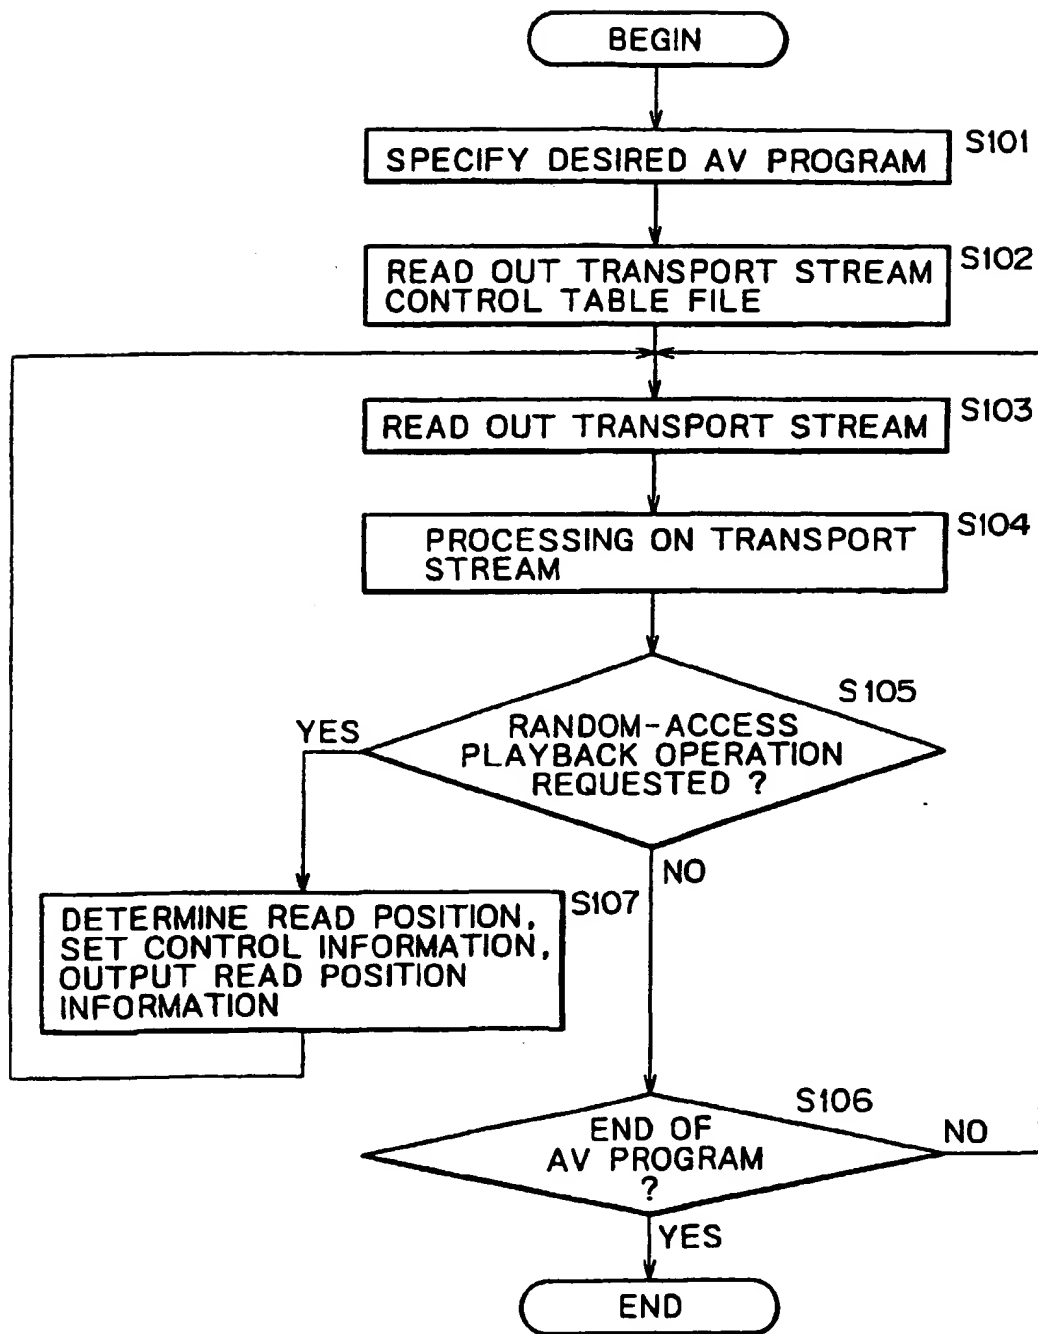 BEGIN
S101
SPECIFY DESIRED AV PROGRAM
S102
READ OUT TRANSPORT STREAM
CONTROL TABLE FILE
S103
READ OUT TRANSPORT STREAM
S104
PROCESSING ON TRANSPORT
STREAM
S105
RANDOM-ACCESS
PLAYBACK OPERATION
REQUESTED ?
YES
NO
S107
DETERMINE READ POSITION,
SET CONTROL INFORMATION,
OUTPUT READ POSITION
INFORMATION
S106
END OF
AV PROGRAM
?
NO
YES
END